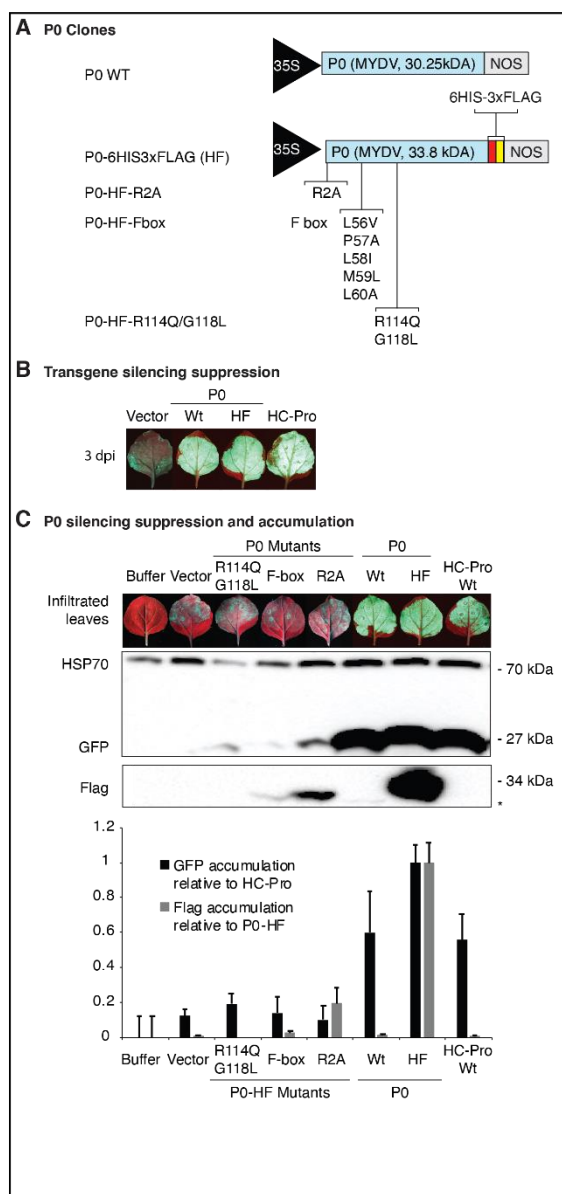 A P0 Clones
P0 WT
35S
P0 (MYDV, 30.25kDA)
NOS
6HIS-3xFLAG
P0-6HIS3xFLAG (HF)
35S
P0 (MYDV, 33.8 kDA)
NOS
P0-HF-R2A
R2A
P0-HF-Fbox
F box
L56V
P57A
L58I
M59L
L60A
P0-HF-R114Q/G118L
R114Q
G118L
B Transgene silencing suppression
P0
Vector Wt HF HC-Pro
3 dpi
C P0 silencing suppression and accumulation
P0 Mutants P0
Buffer Vector R114Q G118L F-box R2A Wt HF HC-Pro Wt
Infiltrated
leaves
HSP70
- 70 kDa
GFP
- 27 kDa
Flag
- 34 kDa
*
1.2
1
0.8
0.6
0.4
0.2
0
GFP accumulation
relative to HC-Pro
Flag accumulation
relative to P0-HF
Buffer Vector R114Q G118L F-box R2A Wt HF HC-Pro Wt
P0-HF Mutants P0